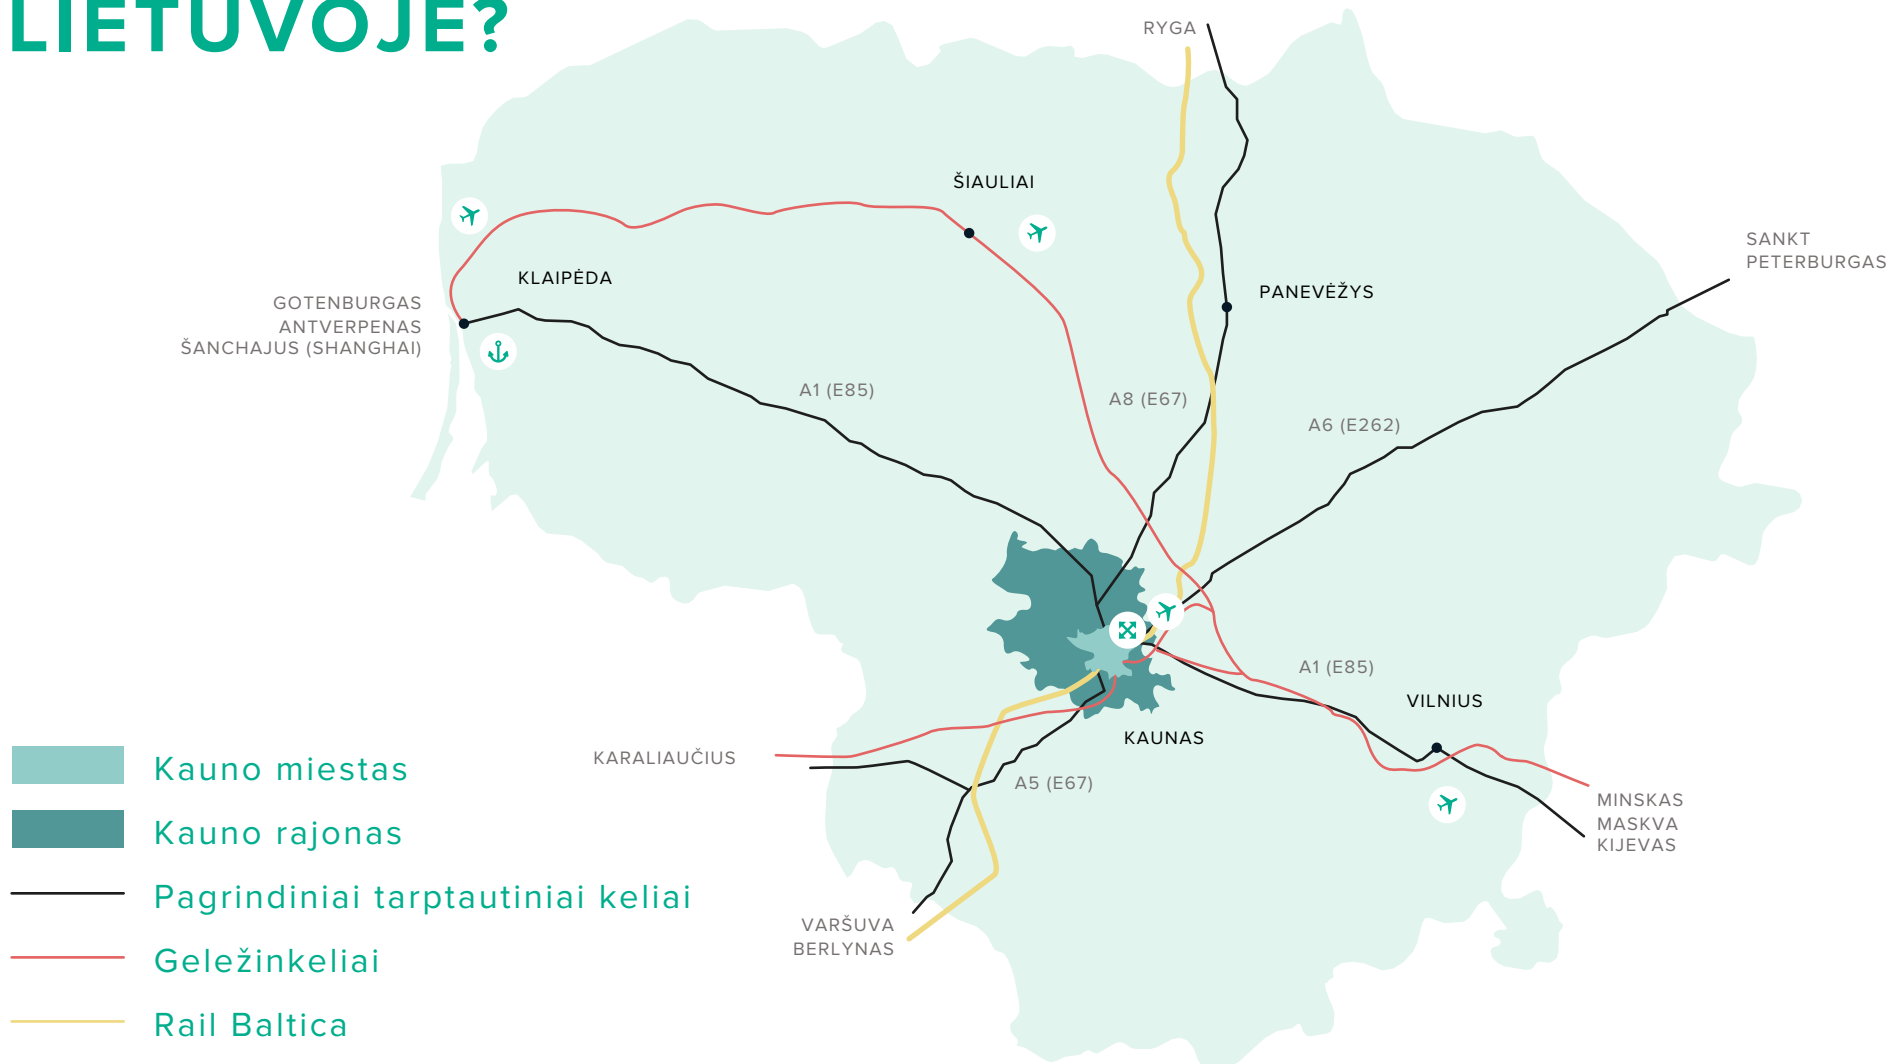 LIETUVOJE?
RYGA
ŠIAULIAI
SANKT
PETERBURGAS
KLAIPĖDA
PANEVĖŽYS
GOTENBURGAS
ANTVERPENAS
ŠANCHAJUS (SHANGHAI)
A1 (E85)
A8 (E67)
A6 (E262)
A1 (E85)
VILNIUS
KAUNAS
KARALIAUČIUS
A5 (E67)
MINSKAS
MASKVA
KIJEVAS
VARŠUVA
BERLYNAS
Kauno miestas
Kauno rajonas
Pagrindiniai tarptautiniai keliai
Geležinkeliai
Rail Baltica